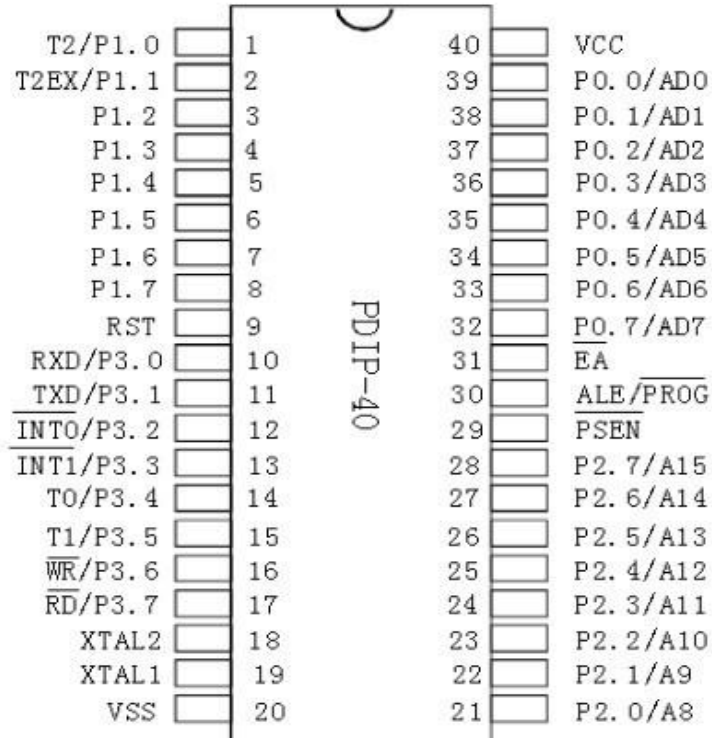 T2/P1.0 1 40 VCC
T2EX/P1.1 2 39 P0.0/AD0
P1.2 3 38 P0.1/AD1
P1.3 4 37 P0.2/AD2
P1.4 5 36 P0.3/AD3
P1.5 6 35 P0.4/AD4
P1.6 7 34 P0.5/AD5
P1.7 8 33 P0.6/AD6
RST 9 32 P0.7/AD7
RXD/P3.0 10 31 E̅A̅
TXD/P3.1 11 30 ALE/P̅R̅O̅G̅
I̅N̅T̅0̅/P3.2 12 29 P̅S̅E̅N̅
I̅N̅T̅1̅/P3.3 13 28 P2.7/A15
T0/P3.4 14 27 P2.6/A14
T1/P3.5 15 26 P2.5/A13
W̅R̅/P3.6 16 25 P2.4/A12
R̅D̅/P3.7 17 24 P2.3/A11
XTAL2 18 23 P2.2/A10
XTAL1 19 22 P2.1/A9
VSS 20 21 P2.0/A8
PDIP-40